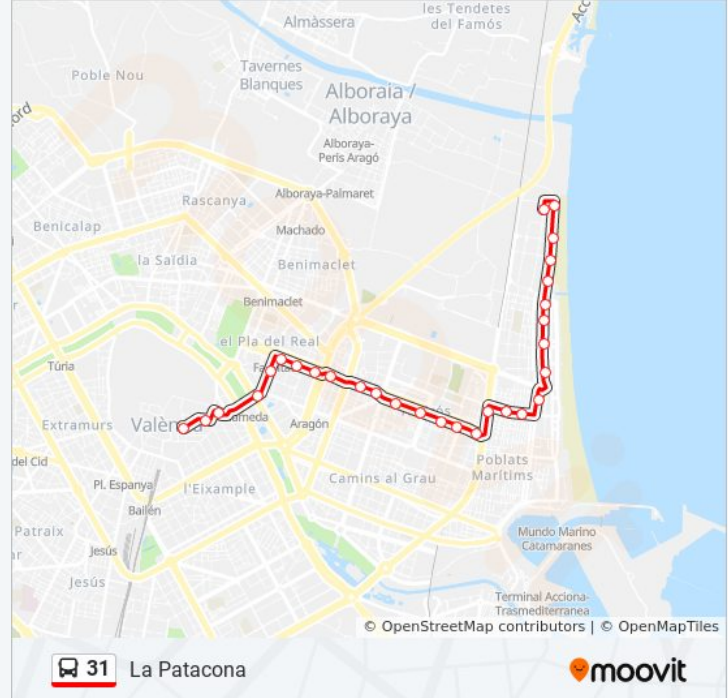 les Tendetes
del Famós
Acc
Almàssera
Tavernes
Blanques
Poble Nou
Alboraia /
Alboraya
ord
Alboraya-
Peris Aragó
Rascanya
Alboraya-Palmaret
Benicalap
Machado
la Saïdia
Benimaclet
Benimaclet
el Pla del Real
Túria
Extramurs
València
Aragón
del Cid
Poblats
Marítims
Camins al Grau
Pl. Espanya
l'Eixample
Bailén
Patraix
Jesús
Mundo Marino
Catamaranes
Jesús
Terminal Acciona-
Trasmediterranea
© OpenStreetMap contributors | © OpenMapTiles
31 La Patacona
moovit